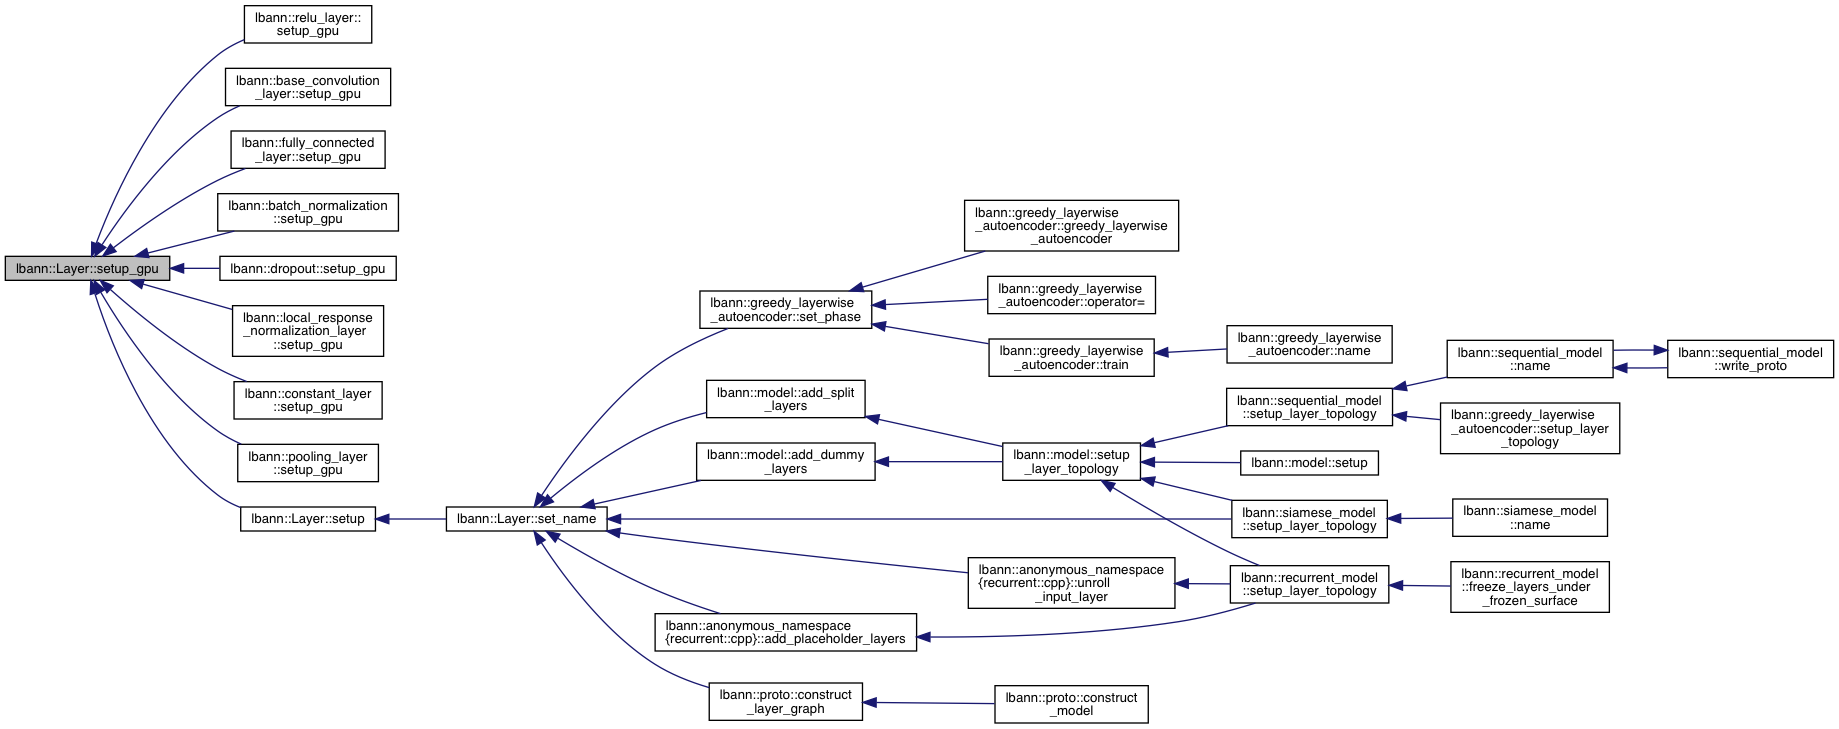 lbann::Layer::setup_gpu
lbann::relu_layer::
setup_gpu
lbann::base_convolution
_layer::setup_gpu
lbann::fully_connected
_layer::setup_gpu
lbann::batch_normalization
::setup_gpu
lbann::dropout::setup_gpu
lbann::local_response
_normalization_layer
::setup_gpu
lbann::constant_layer
::setup_gpu
lbann::pooling_layer
::setup_gpu
lbann::Layer::setup
lbann::Layer::set_name
lbann::greedy_layerwise
_autoencoder::set_phase
lbann::model::add_split
_layers
lbann::model::add_dummy
_layers
lbann::anonymous_namespace
{recurrent::cpp}::add_placeholder_layers
lbann::proto::construct
_layer_graph
lbann::greedy_layerwise
_autoencoder::greedy_layerwise
_autoencoder
lbann::greedy_layerwise
_autoencoder::operator=
lbann::greedy_layerwise
_autoencoder::train
lbann::model::setup
_layer_topology
lbann::anonymous_namespace
{recurrent::cpp}::unroll
_input_layer
lbann::proto::construct
_model
lbann::greedy_layerwise
_autoencoder::name
lbann::sequential_model
::setup_layer_topology
lbann::model::setup
lbann::siamese_model
::setup_layer_topology
lbann::recurrent_model
::setup_layer_topology
lbann::sequential_model
::name
lbann::greedy_layerwise
_autoencoder::setup_layer
_topology
lbann::siamese_model
::name
lbann::recurrent_model
::freeze_layers_under
_frozen_surface
lbann::sequential_model
::write_proto